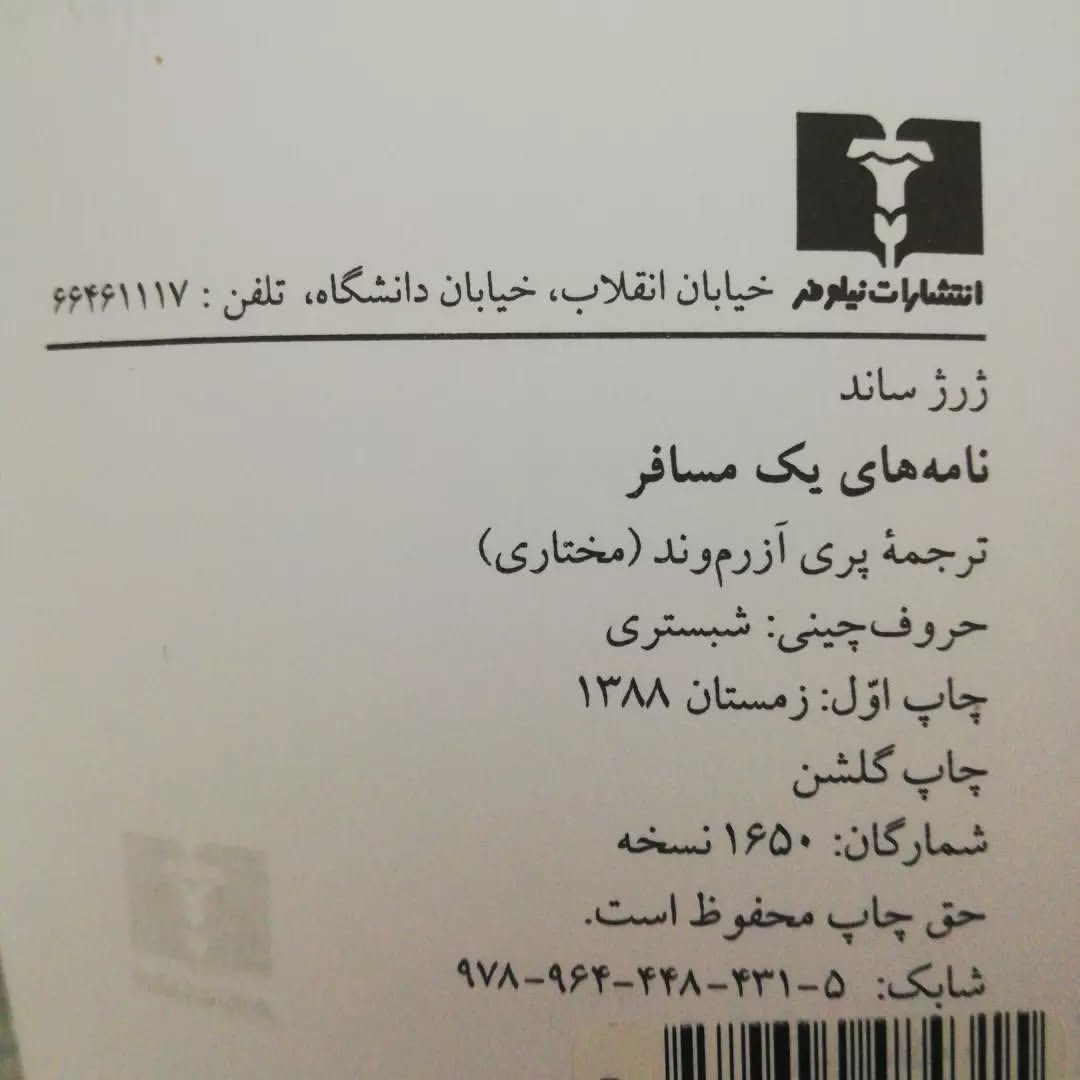 انتشارات نیلوفر خیابان انقلاب، خیابان دانشگاه، تلفن : ۶۶۴۶۱۱۱۷
ژرژ ساند
نامه‌های یک مسافر
ترجمهٔ پری آزرم‌وند (مختاری)
حروف‌چینی: شبستری
چاپ اوّل: زمستان ۱۳۸۸
چاپ گلشن
شمارگان: ۱۶۵۰ نسخه
حق چاپ محفوظ است.
شابک: ۵-۴۳۱-۴۴۸-۹۶۴-۹۷۸